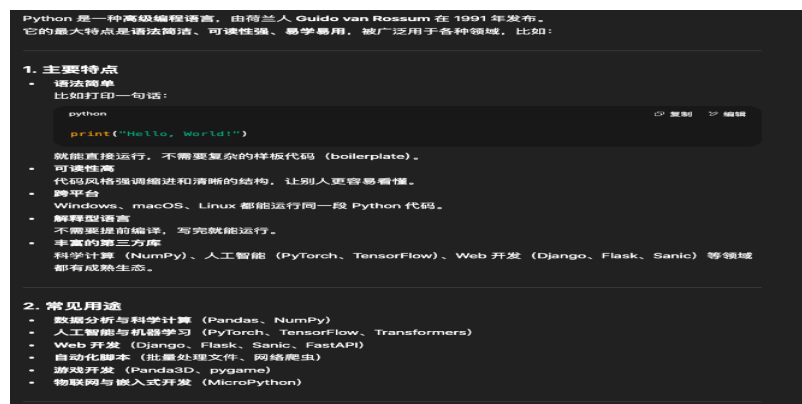 Python 是一种高级编程语言，由荷兰人 Guido van Rossum 在 1991 年发布。
它的最大特点是语法简洁、可读性强、易学易用，被广泛用于各种领域，比如：
1. 主要特点
• 语法简单
比如打印一句话：
python 复制 编辑
print("Hello, World!")
就能直接运行，不需要复杂的样板代码（boilerplate）。
• 可读性高
代码风格强调缩进和清晰的结构，让别人更容易看懂。
• 跨平台
Windows、macOS、Linux 都能运行同一段 Python 代码。
• 解释型语言
不需要提前编译，写完就能运行。
• 丰富的第三方库
科学计算（NumPy）、人工智能（PyTorch、TensorFlow）、Web 开发（Django、Flask、Sanic）等领域
都有成熟生态。
2. 常见用途
• 数据分析与科学计算（Pandas、NumPy）
• 人工智能与机器学习（PyTorch、TensorFlow、Transformers）
• Web 开发（Django、Flask、Sanic、FastAPI）
• 自动化脚本（批量处理文件、网络爬虫）
• 游戏开发（Panda3D、pygame）
• 物联网与嵌入式开发（MicroPython）